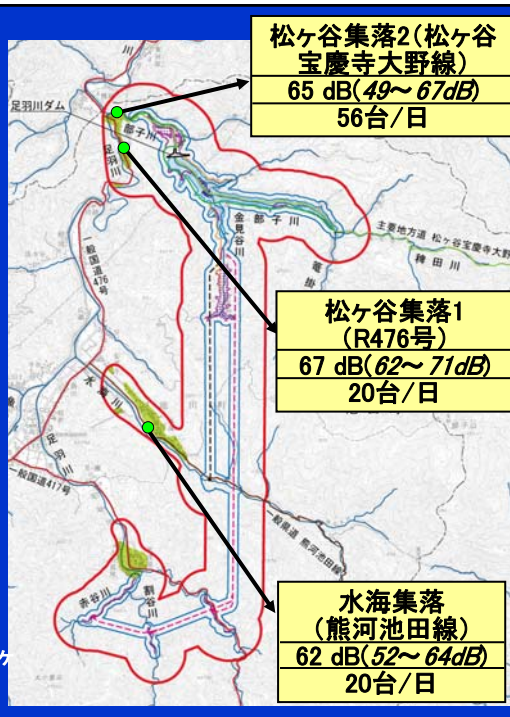 松ヶ谷集落2(松ヶ谷
宝慶寺大野線)
65 dB(49～67dB)
56台/日
足羽川ダム
部子川
足羽川
金見谷川
部子川
主要地方道 松ヶ谷宝慶寺大野
稗田川
一般国道476号
松ヶ谷集落1
(R476号)
67 dB(62～71dB)
20台/日
水海川
足羽川
一般国道417号
一般県道 熊河池田線
赤谷川
割谷川
水海集落
(熊河池田線)
62 dB(52～64dB)
20台/日